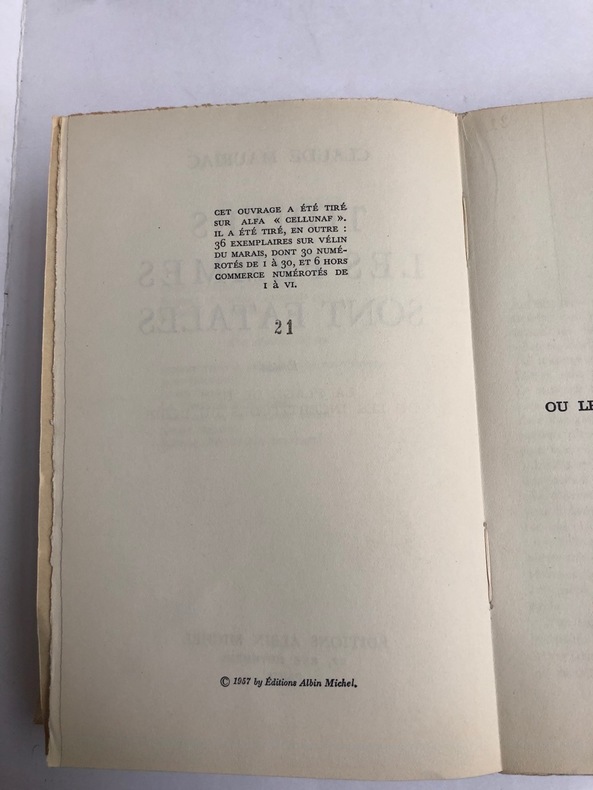 CET OUVRAGE A ÉTÉ TIRÉ
SUR ALFA « CELLUNAF ».
IL A ÉTÉ TIRÉ, EN OUTRE :
36 EXEMPLAIRES SUR VÉLIN
DU MARAIS, DONT 30 NUMÉ-
ROTÉS DE 1 à 30, ET 6 HORS
COMMERCE NUMÉROTÉS DE
I à VI.
21
© 1957 by Éditions Albin Michel.
OU LE